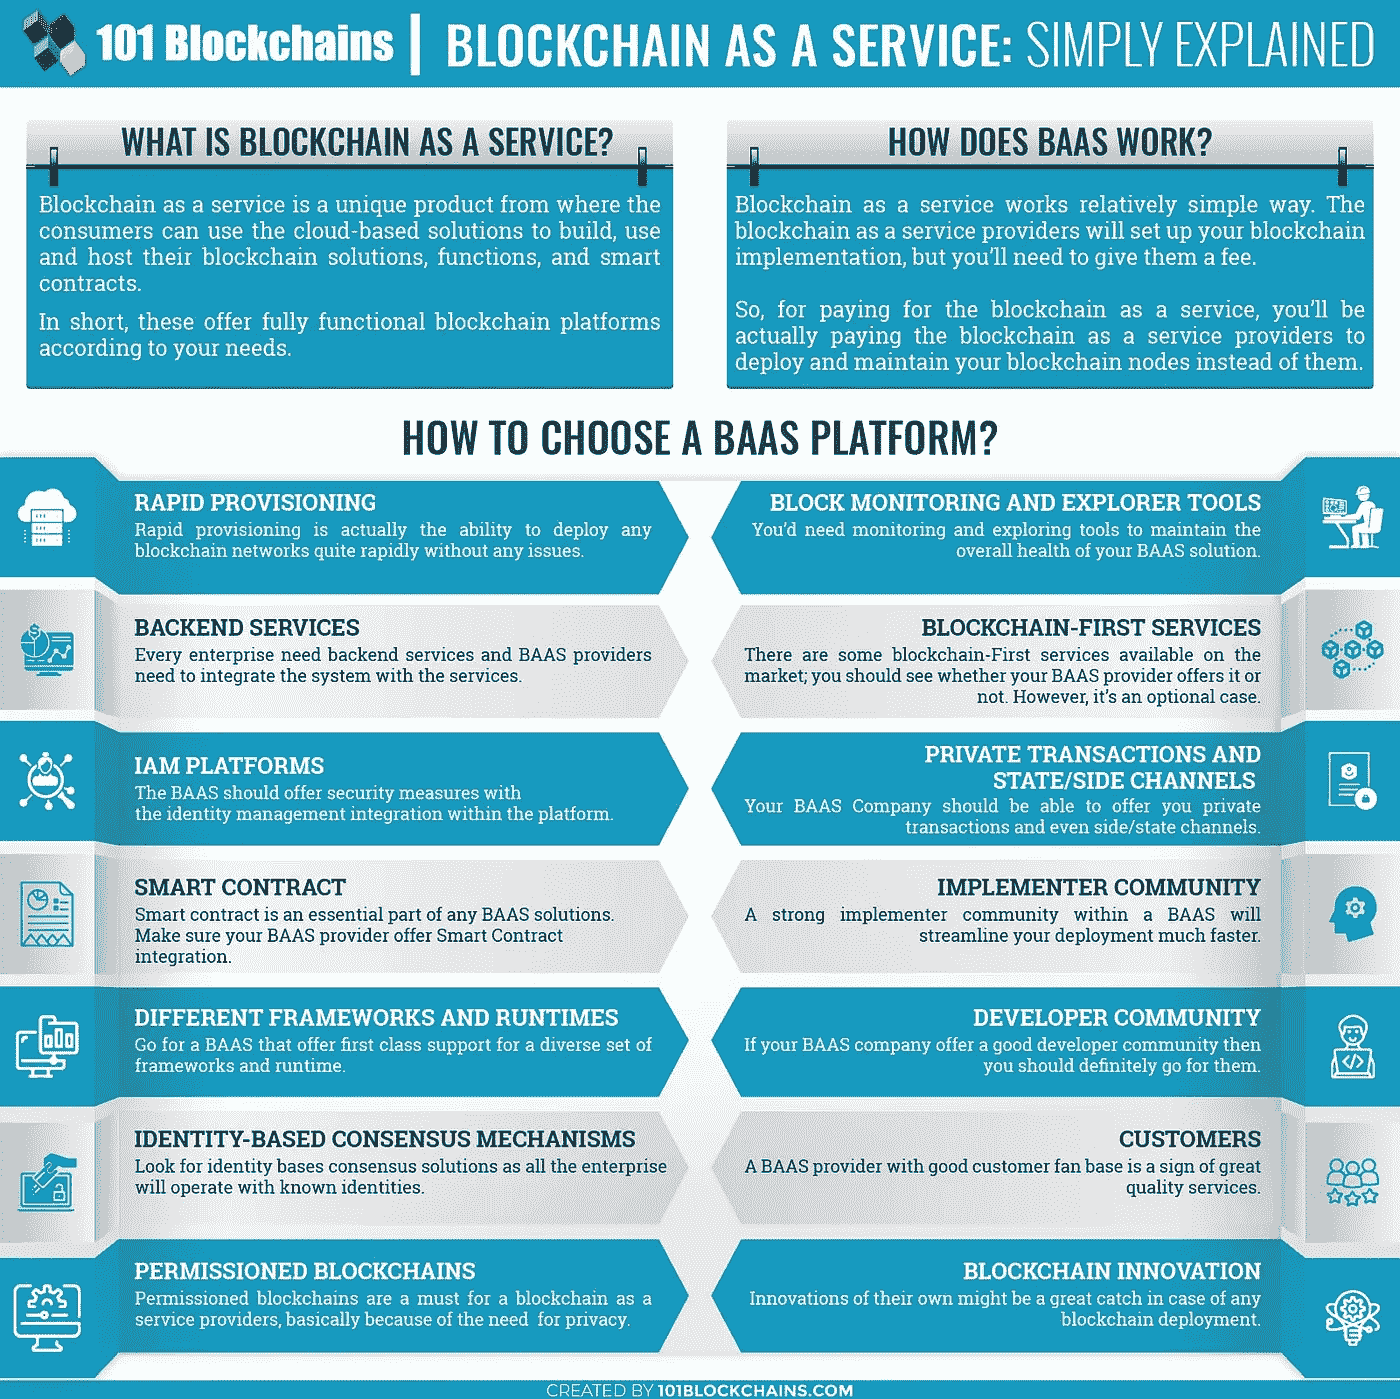 101 Blockchains | BLOCKCHAIN AS A SERVICE: SIMPLY EXPLAINED
WHAT IS BLOCKCHAIN AS A SERVICE?
Blockchain as a service is a unique product from where the
consumers can use the cloud-based solutions to build, use
and host their blockchain solutions, functions, and smart
contracts.
In short, these offer fully functional blockchain platforms
according to your needs.
HOW DOES BAAS WORK?
Blockchain as a service works relatively simple way. The
blockchain as a service providers will set up your blockchain
implementation, but you'll need to give them a fee.
So, for paying for the blockchain as a service, you'll be
actually paying the blockchain as a service providers to
deploy and maintain your blockchain nodes instead of them.
HOW TO CHOOSE A BAAS PLATFORM?
RAPID PROVISIONING
Rapid provisioning is actually the ability to deploy any
blockchain networks quite rapidly without any issues.
BACKEND SERVICES
Every enterprise need backend services and BAAS providers
need to integrate the system with the services.
IAM PLATFORMS
The BAAS should offer security measures with
the identity management integration within the platform.
SMART CONTRACT
Smart contract is an essential part of any BAAS solutions.
Make sure your BAAS provider offer Smart Contract
integration.
DIFFERENT FRAMEWORKS AND RUNTIMES
Go for a BAAS that offer first class support for a diverse set of
frameworks and runtime.
IDENTITY-BASED CONSENSUS MECHANISMS
Look for identity bases consensus solutions as all the enterprise
will operate with known identities.
PERMISSIONED BLOCKCHAINS
Permissioned blockchains are a must for a blockchain as a
service providers, basically because of the need for privacy.
BLOCK MONITORING AND EXPLORER TOOLS
You'd need monitoring and exploring tools to maintain the
overall health of your BAAS solution.
BLOCKCHAIN-FIRST SERVICES
There are some blockchain-First services available on the
market; you should see whether your BAAS provider offers it or
not. However, it's an optional case.
PRIVATE TRANSACTIONS AND
STATE/SIDE CHANNELS
Your BAAS Company should be able to offer you private
transactions and even side/state channels.
IMPLEMENTER COMMUNITY
A strong implementer community within a BAAS will
streamline your deployment much faster.
DEVELOPER COMMUNITY
If your BAAS company offer a good developer community then
you should definitely go for them.
CUSTOMERS
A BAAS provider with good customer fan base is a sign of great
quality services.
BLOCKCHAIN INNOVATION
Innovations of their own might be a great catch in case of any
blockchain deployment.
CREATED BY 101BLOCKCHAINS.COM